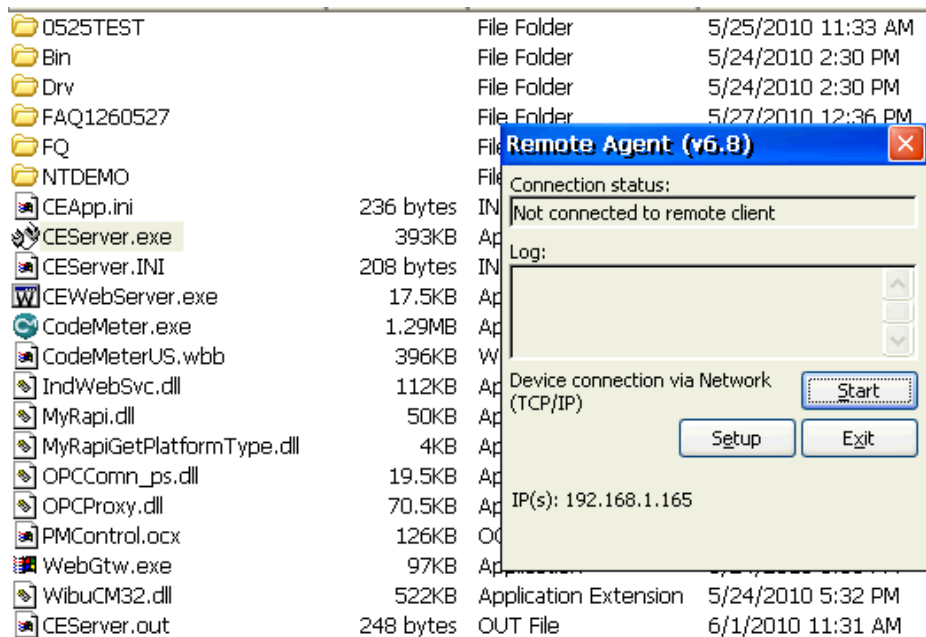 0525TEST File Folder 5/25/2010 11:33 AM
Bin File Folder 5/24/2010 2:30 PM
Drv File Folder 5/24/2010 2:30 PM
FAQ1260527 File Folder 5/27/2010 12:36 PM
FQ
NTDEMO
CEApp.ini 236 bytes
CEServer.exe 393KB
CEServer.INI 208 bytes
CEWebServer.exe 17.5KB
CodeMeter.exe 1.29MB
CodeMeterUS.wbb 396KB
IndWebSvc.dll 112KB
MyRapi.dll 50KB
MyRapiGetPlatformType.dll 4KB
OPCComn_ps.dll 19.5KB
OPCProxy.dll 70.5KB
PMControl.ocx 126KB
WebGtw.exe 97KB
WibuCM32.dll 522KB Application Extension 5/24/2010 5:32 PM
CEServer.out 248 bytes OUT File 6/1/2010 11:31 AM
Remote Agent (v6.8)
Connection status:
Not connected to remote client
Log:
Device connection via Network
(TCP/IP)
Start
Setup
Exit
IP(s): 192.168.1.165